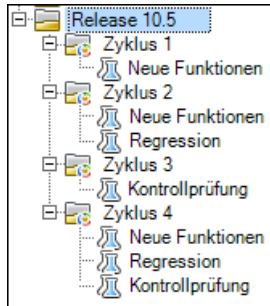 Release 10.5
Zyklus 1
Neue Funktionen
Zyklus 2
Neue Funktionen
Regression
Zyklus 3
Kontrollprüfung
Zyklus 4
Neue Funktionen
Regression
Kontrollprüfung